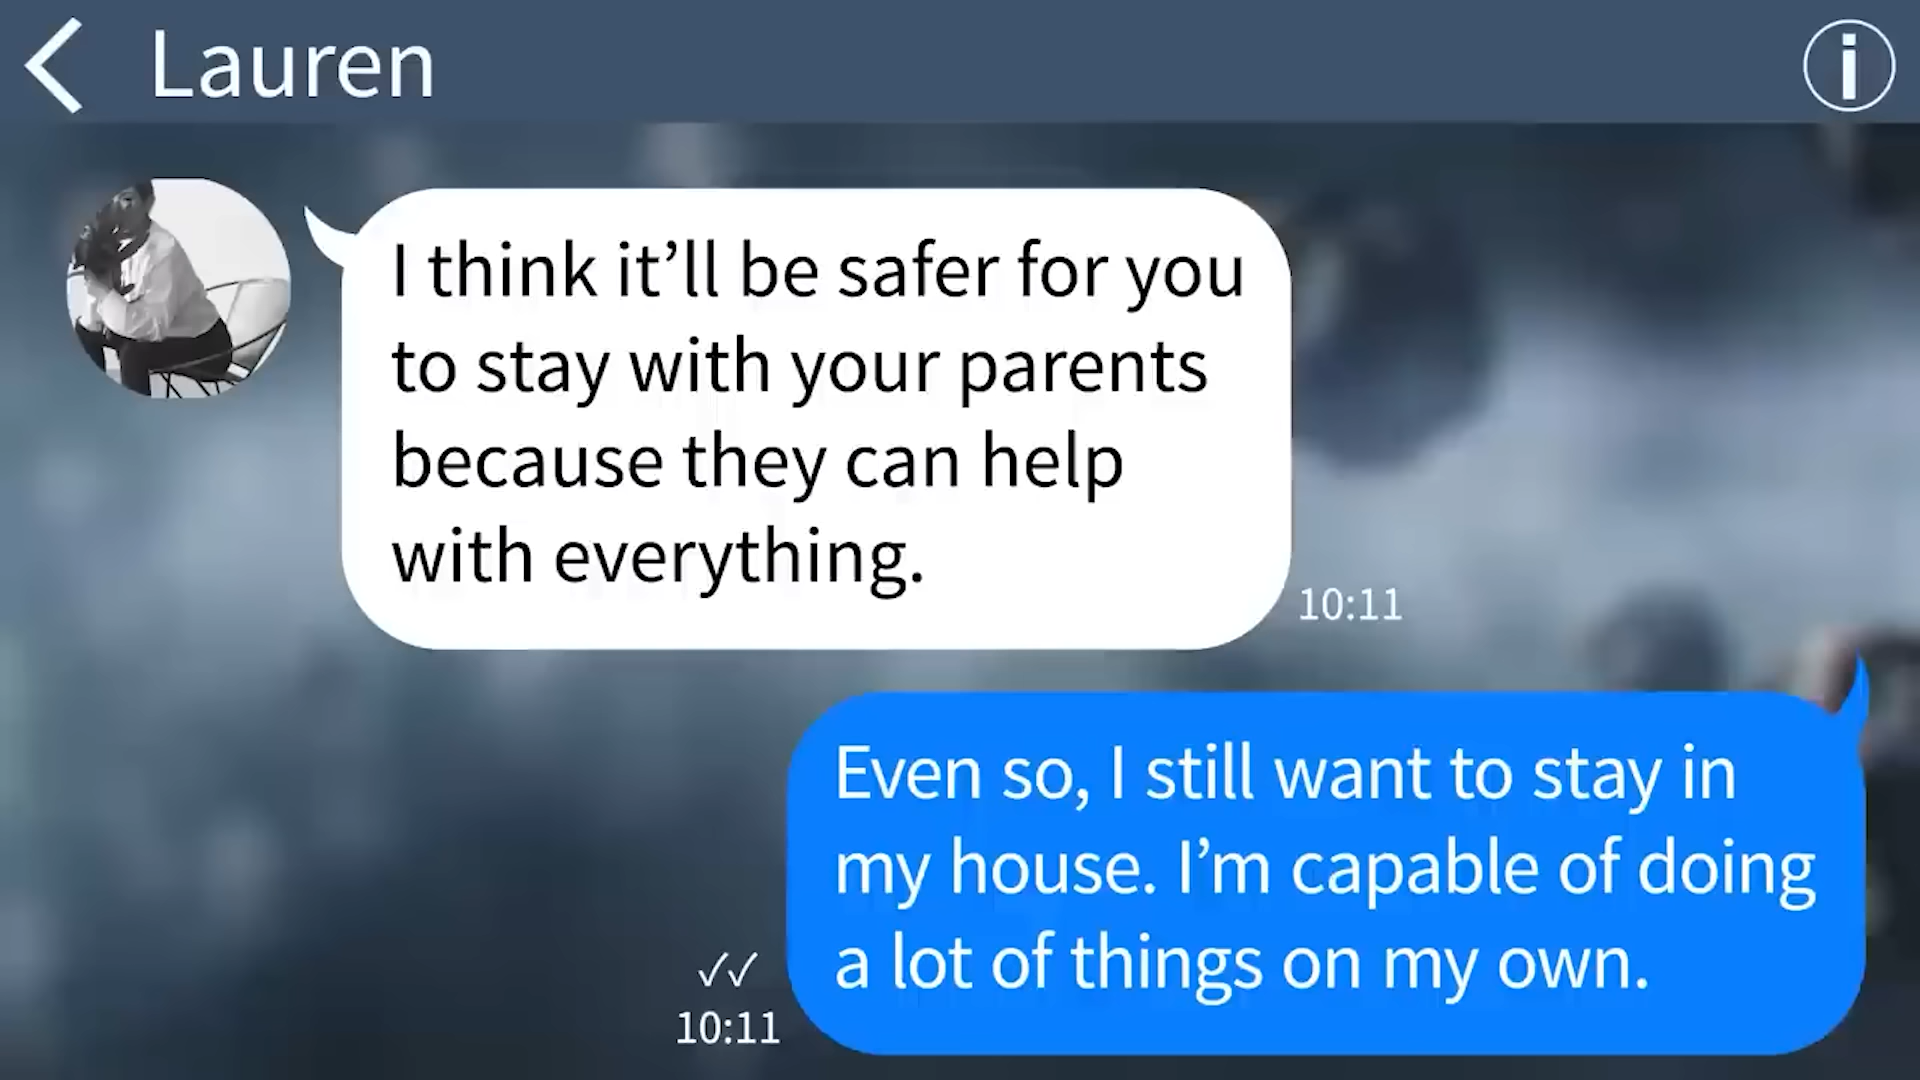 Lauren
I think it’ll be safer for you
to stay with your parents
because they can help
with everything.
10:11
Even so, I still want to stay in
my house. I’m capable of doing
a lot of things on my own.
10:11